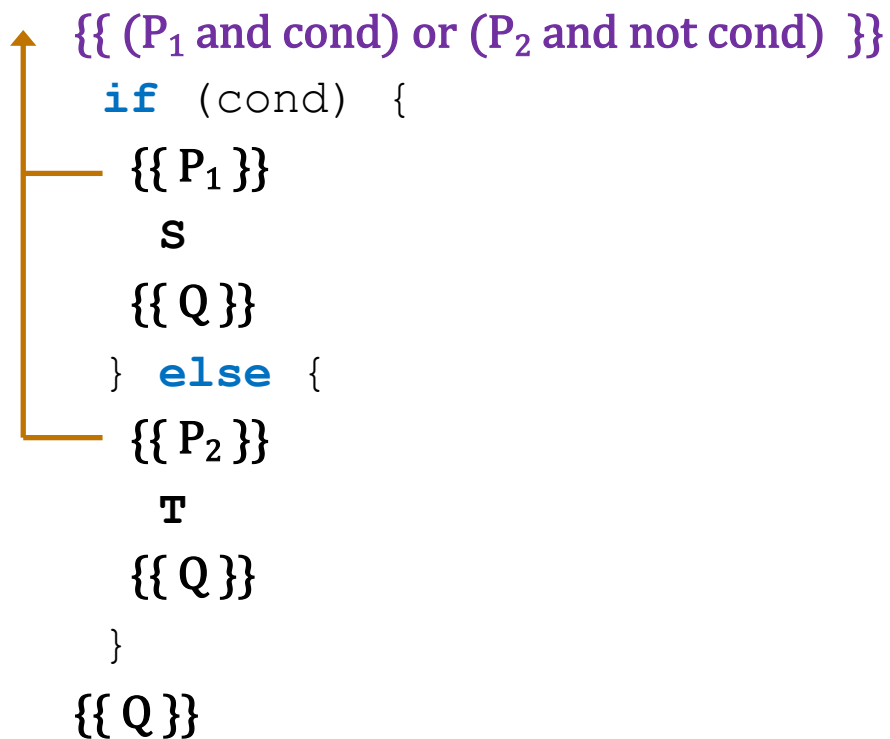 {{ (P₁ and cond) or (P₂ and not cond) }}
if (cond) {
{{ P₁ }}
S
{{ Q }}
} else {
{{ P₂ }}
T
{{ Q }}
}
{{ Q }}